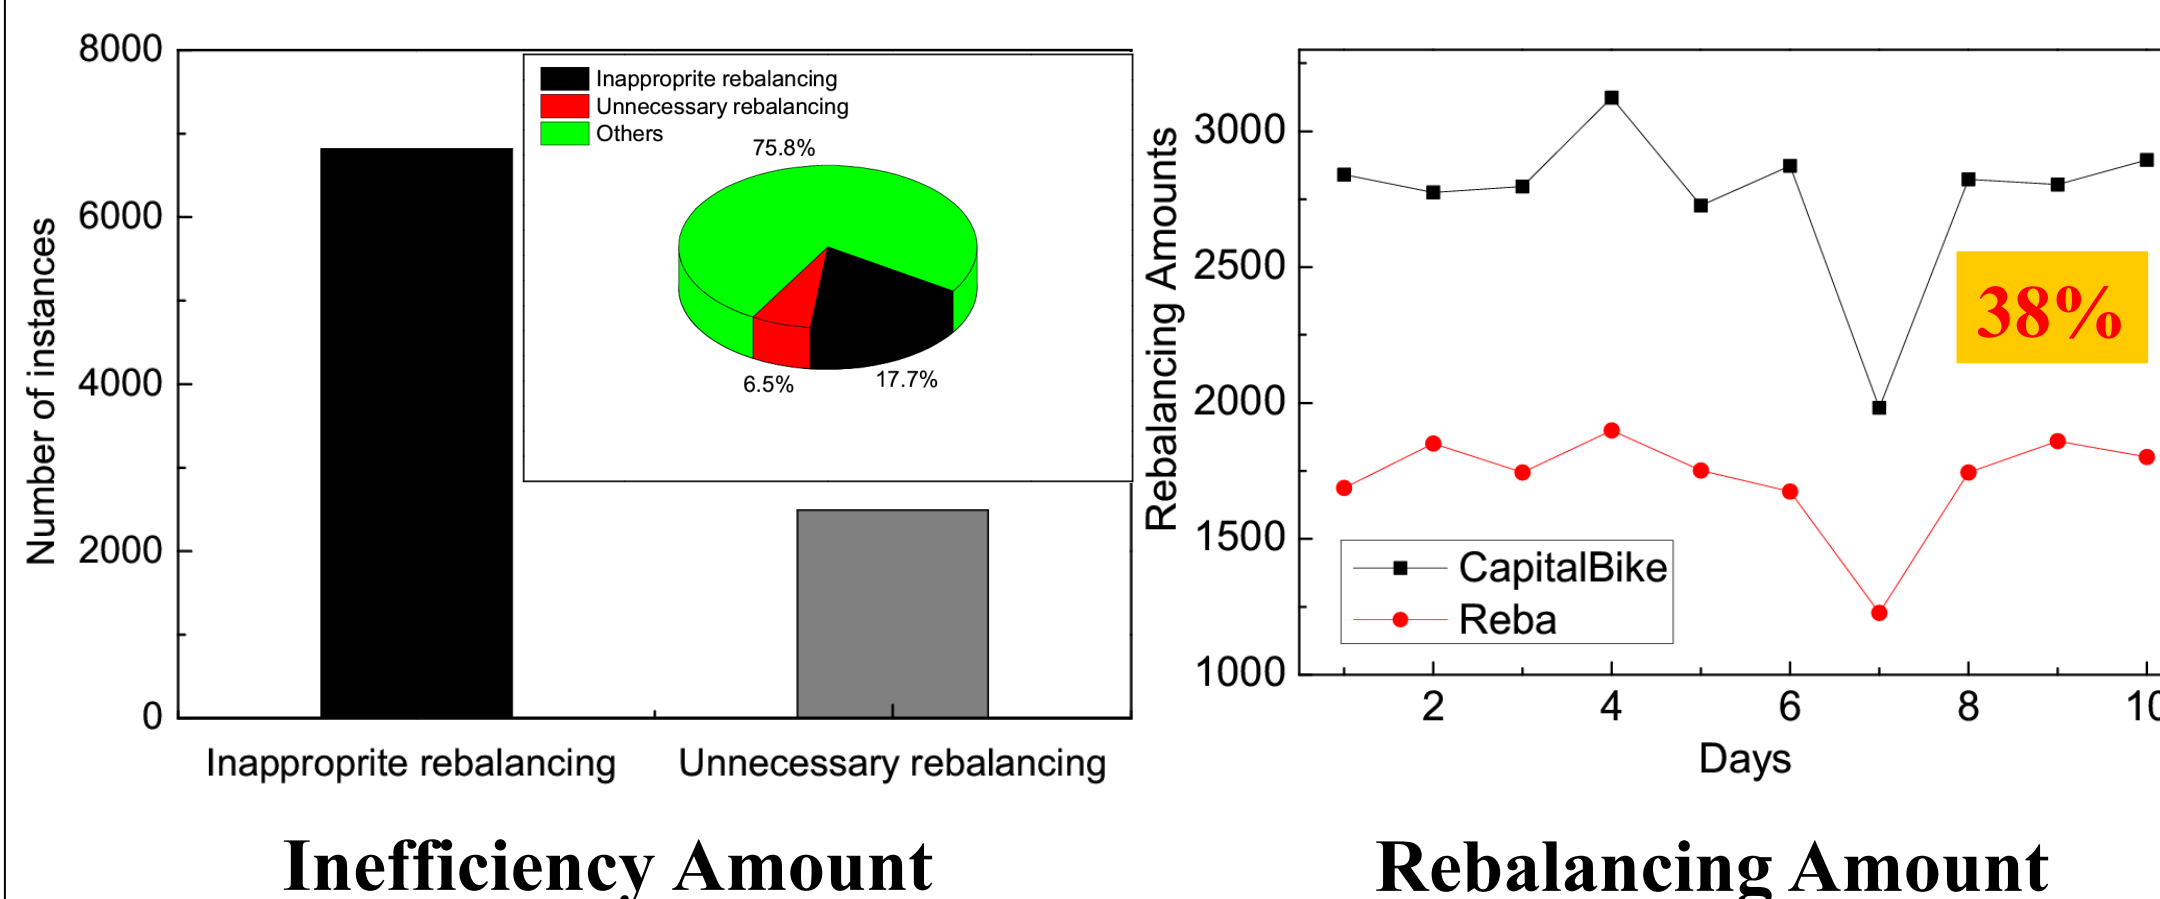 8000
6000
4000
2000
0
Number of instances
Inapproprite rebalancing
Unnecessary rebalancing
Others
75.8%
6.5%
17.7%
Inapproprite rebalancing
Unnecessary rebalancing
Inefficiency Amount
3000
2500
2000
1500
1000
Rebalancing Amounts
38%
CapitalBike
Reba
2
4
6
8
10
Days
Rebalancing Amount